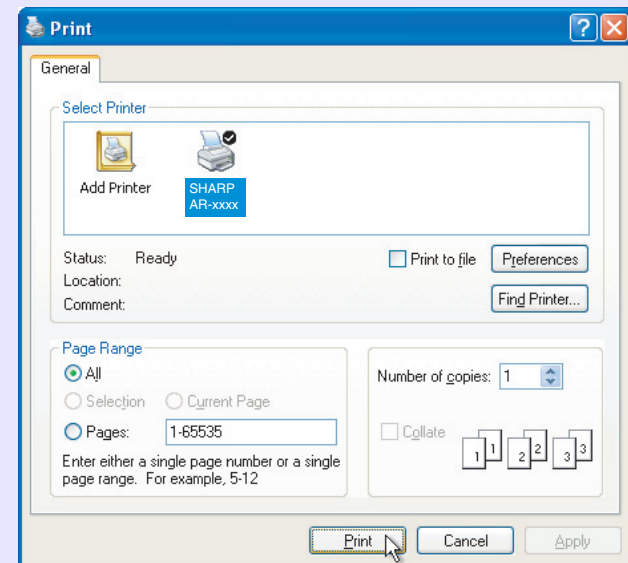 Print
General
Select Printer
Add Printer
SHARP
AR-xxxx
Status: Ready
Location:
Comment:
Print to file
Preferences
Find Printer...
Page Range
All
Selection
Current Page
Pages: 1-65535
Enter either a single page number or a single
page range. For example, 5-12
Number of copies: 1
Collate
1 1 2 2 3 3
Print
Cancel
Apply